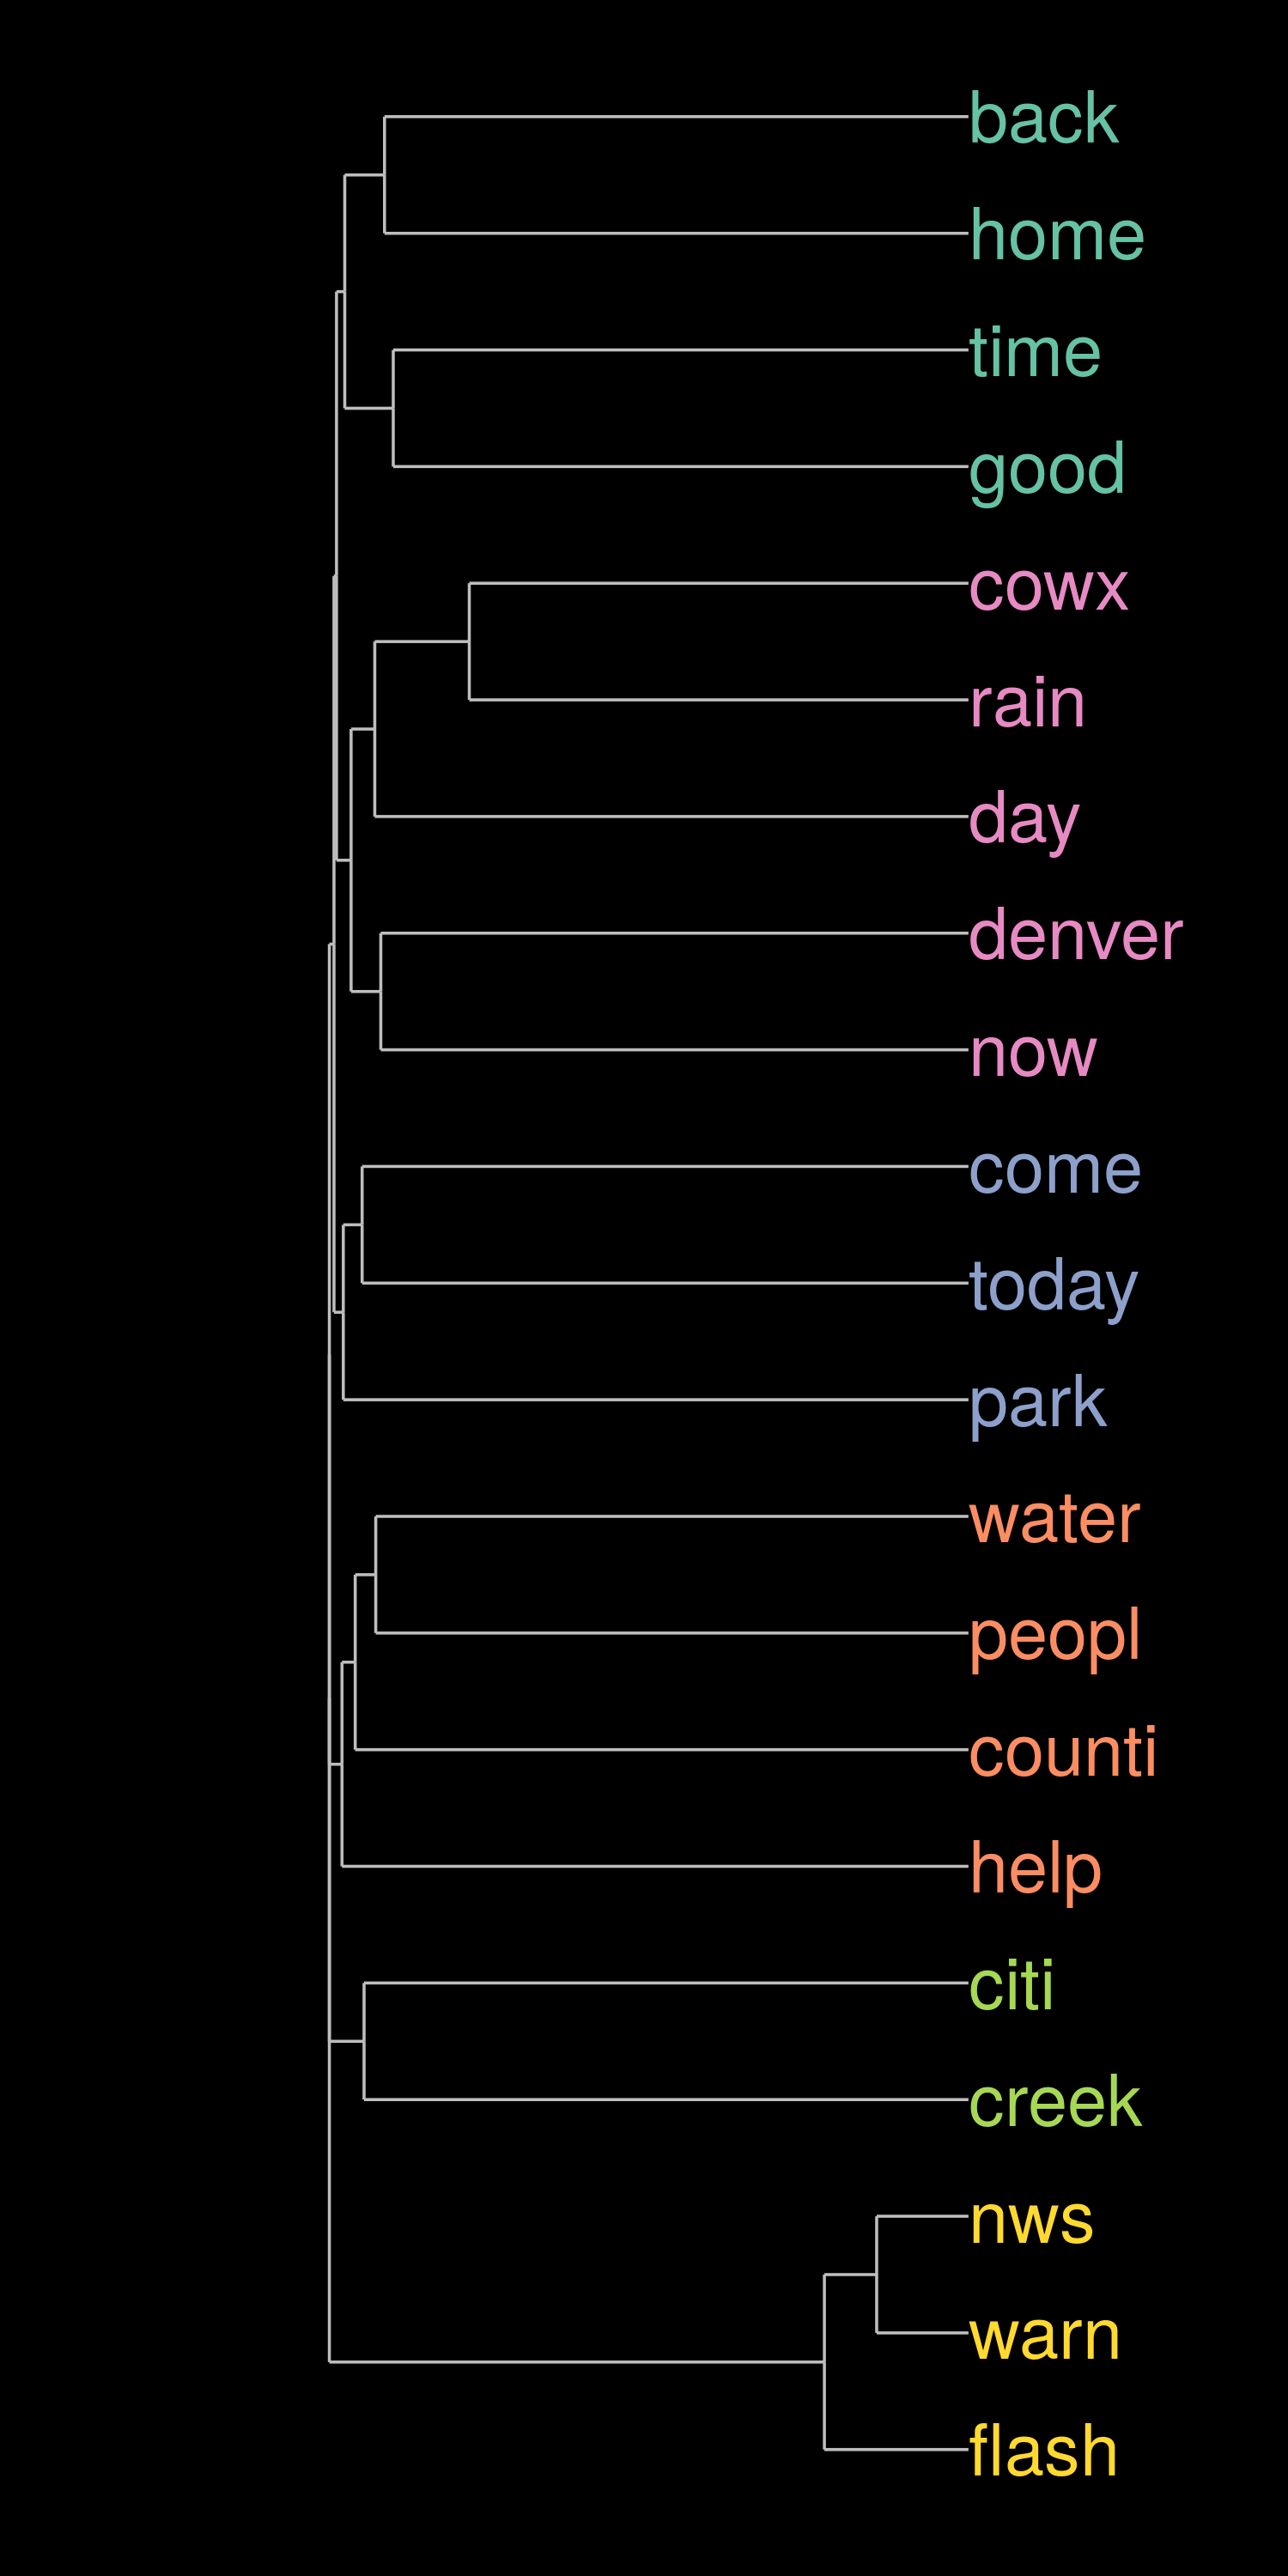 back
home
time
good
cowx
rain
day
denver
now
come
today
park
water
peopl
counti
help
citi
creek
nws
warn
flash